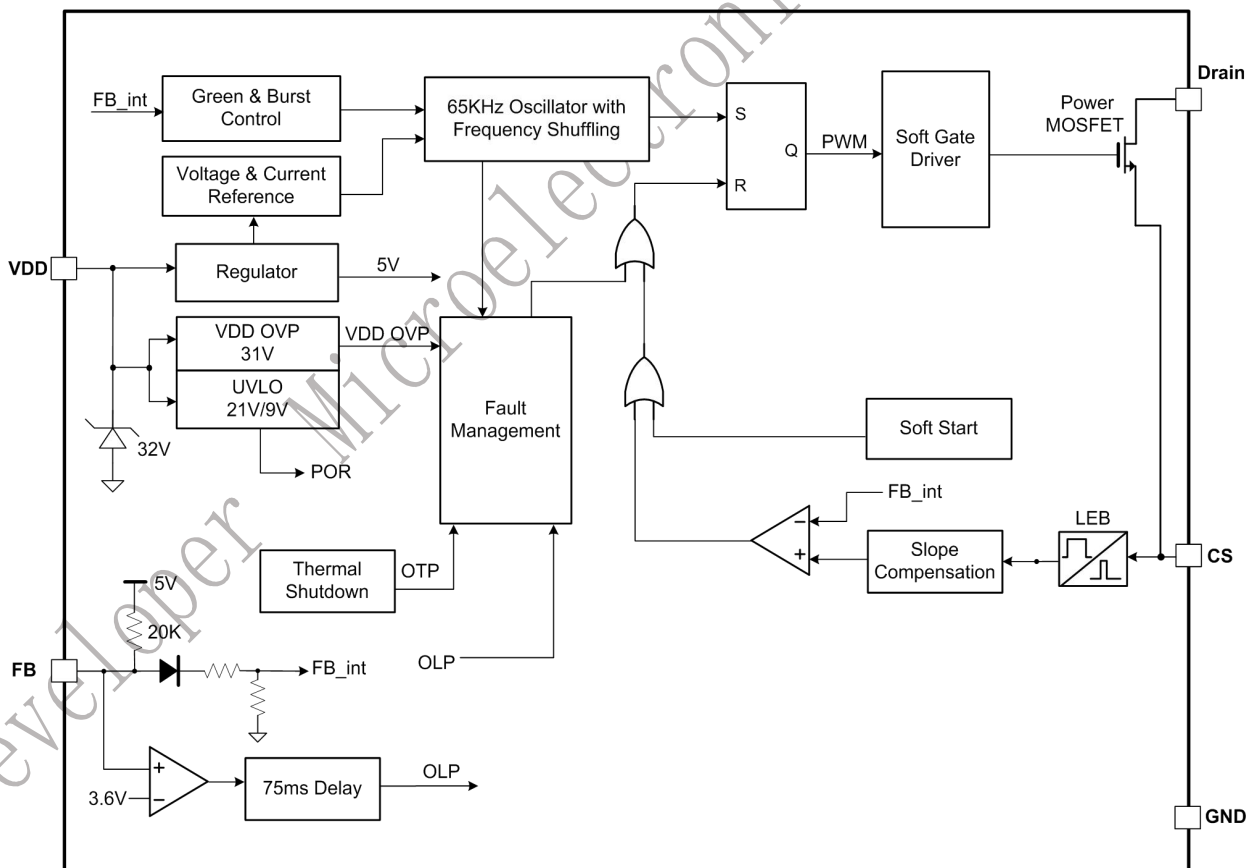 Drain
Power
MOSFET
FB_int
Green & Burst
Control
65KHz Oscillator with
Frequency Shuffling
S
Q
R
PWM
Soft Gate
Driver
Voltage & Current
Reference
VDD
Regulator
5V
VDD OVP
31V
VDD OVP
UVLO
21V/9V
32V
POR
Fault
Management
Soft Start
FB_int
LEB
Slope
Compensation
CS
Thermal
Shutdown
OTP
5V
20K
FB
FB_int
OLP
+
−
+
−
3.6V
75ms Delay
OLP
GND
eveloper Microelectroni